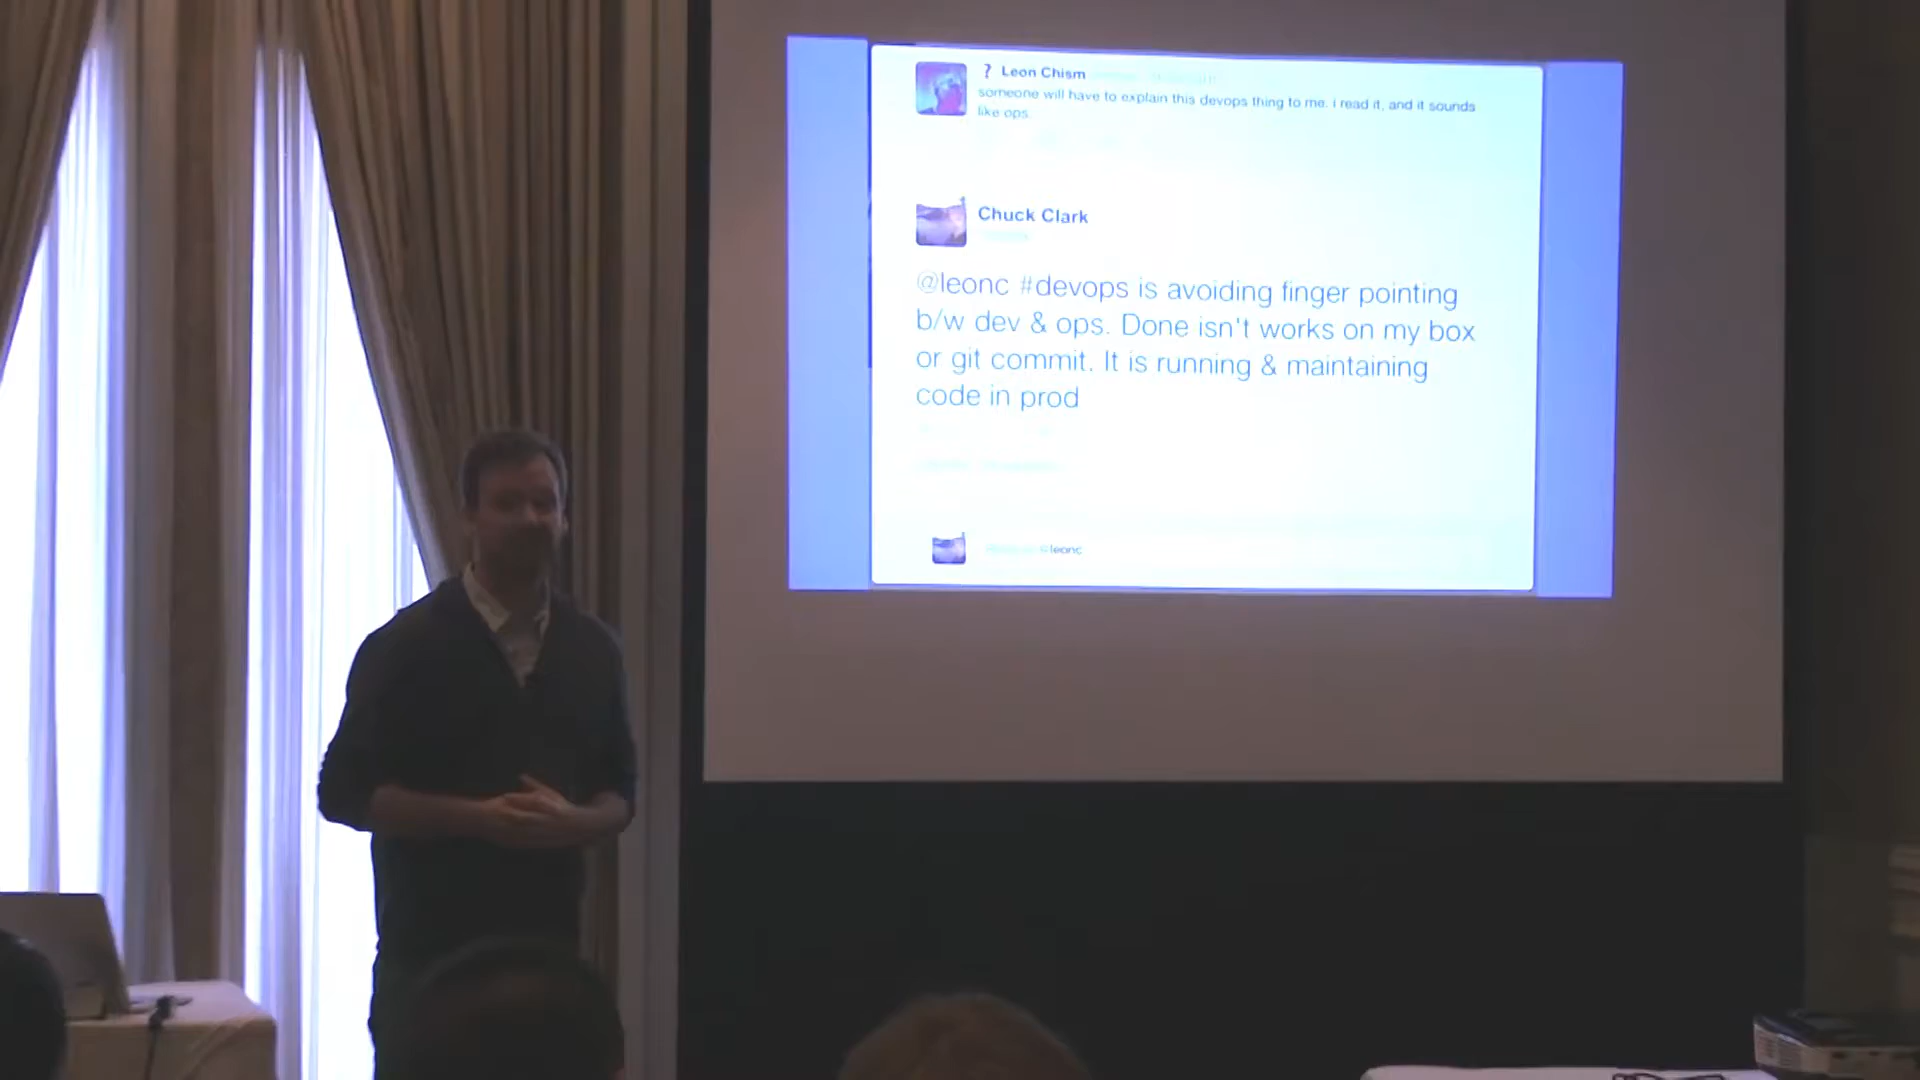 ? Leon Chism
someone will have to explain this devops thing to me. i read it, and it sounds
like ops.
Chuck Clark
@leonc #devops is avoiding finger pointing
b/w dev & ops. Done isn't works on my box
or git commit. It is running & maintaining
code in prod
@leonc